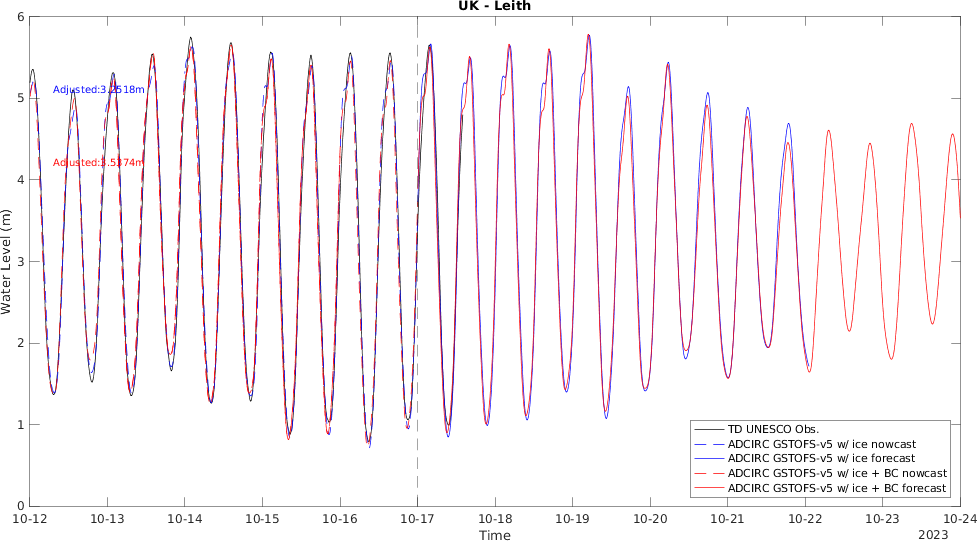 UK - Leith
6
5
4
3
2
1
0
Water Level (m)
Adjusted:3.2518m
Adjusted:3.5374m
TD UNESCO Obs.
ADCIRC GSTOFS-v5 w/ ice nowcast
ADCIRC GSTOFS-v5 w/ ice forecast
ADCIRC GSTOFS-v5 w/ ice + BC nowcast
ADCIRC GSTOFS-v5 w/ ice + BC forecast
10-12 10-13 10-14 10-15 10-16 10-17 10-18 10-19 10-20 10-21 10-22 10-23 10-24
Time
2023